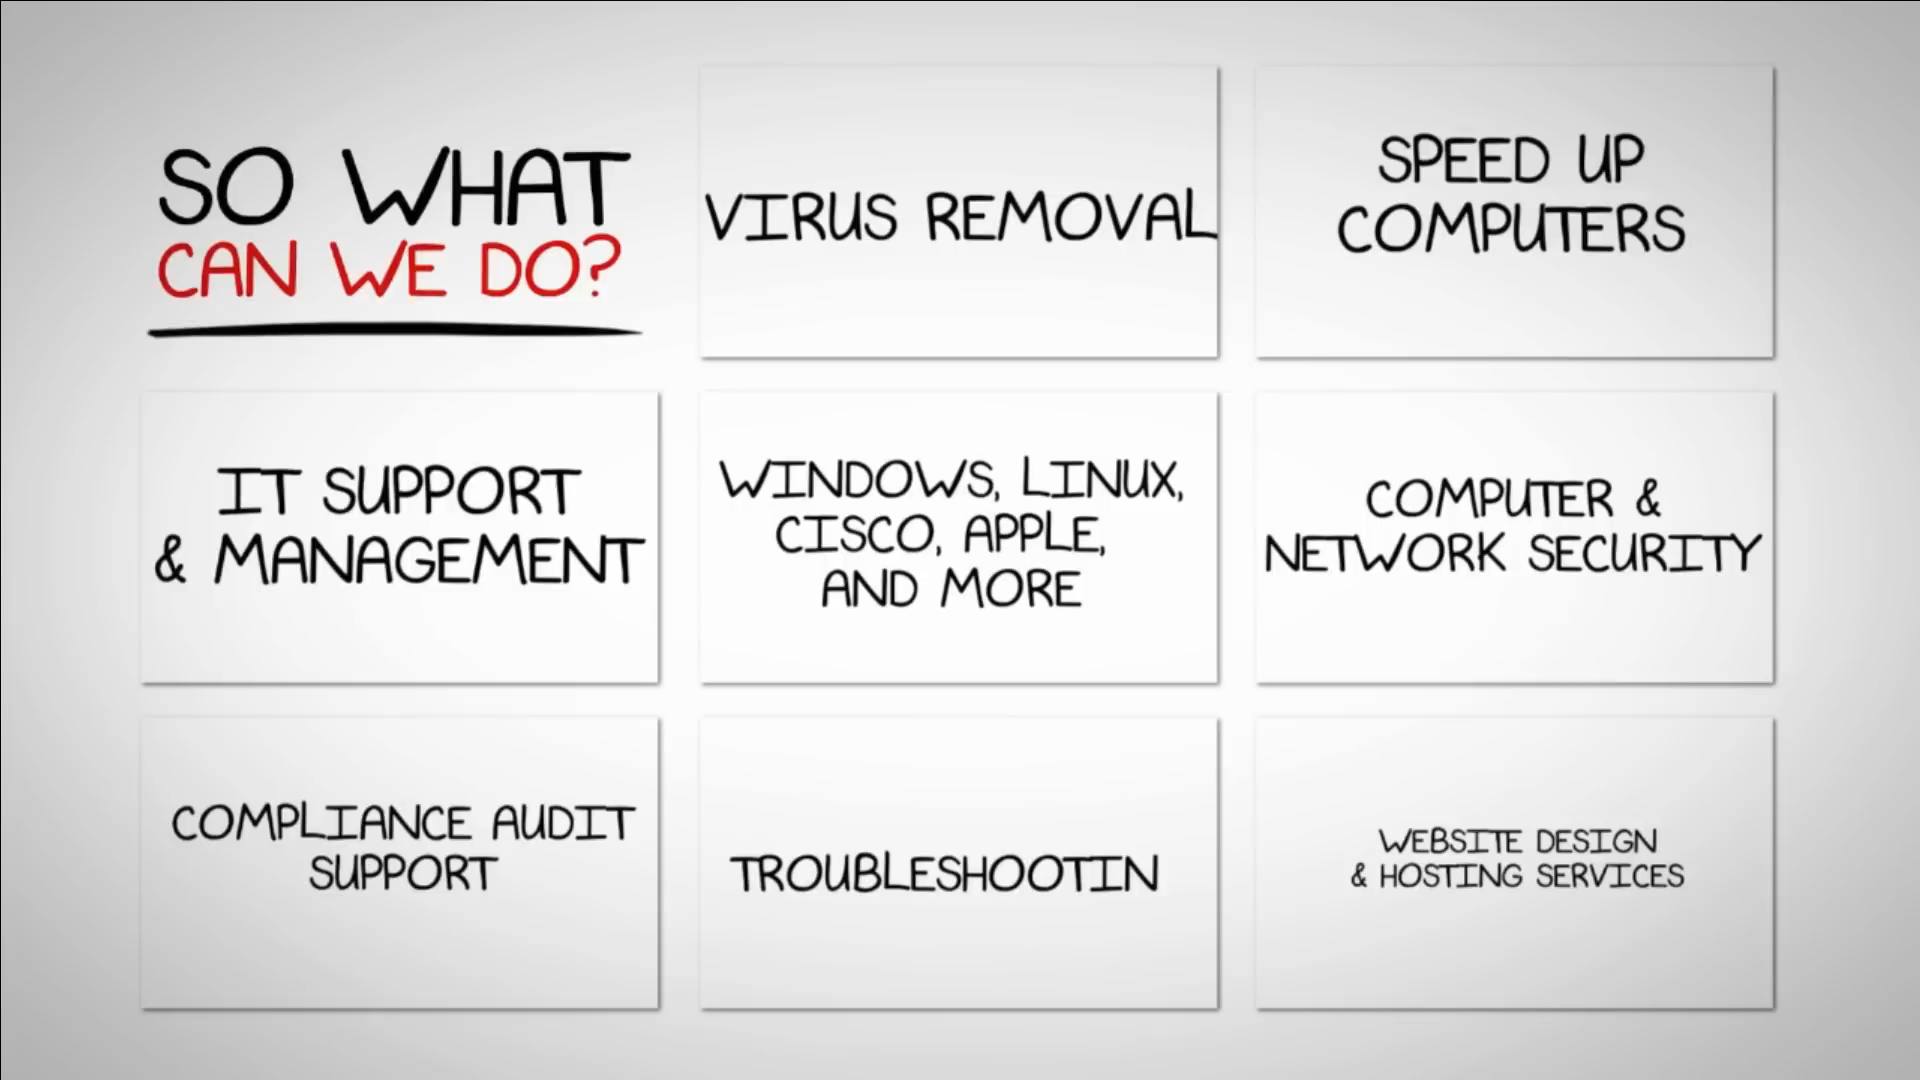 SO WHAT
CAN WE DO?
VIRUS REMOVAL
SPEED UP
COMPUTERS
IT SUPPORT
& MANAGEMENT
WINDOWS, LINUX,
CISCO, APPLE,
AND MORE
COMPUTER &
NETWORK SECURITY
COMPLIANCE AUDIT
SUPPORT
TROUBLESHOOTIN
WEBSITE DESIGN
& HOSTING SERVICES